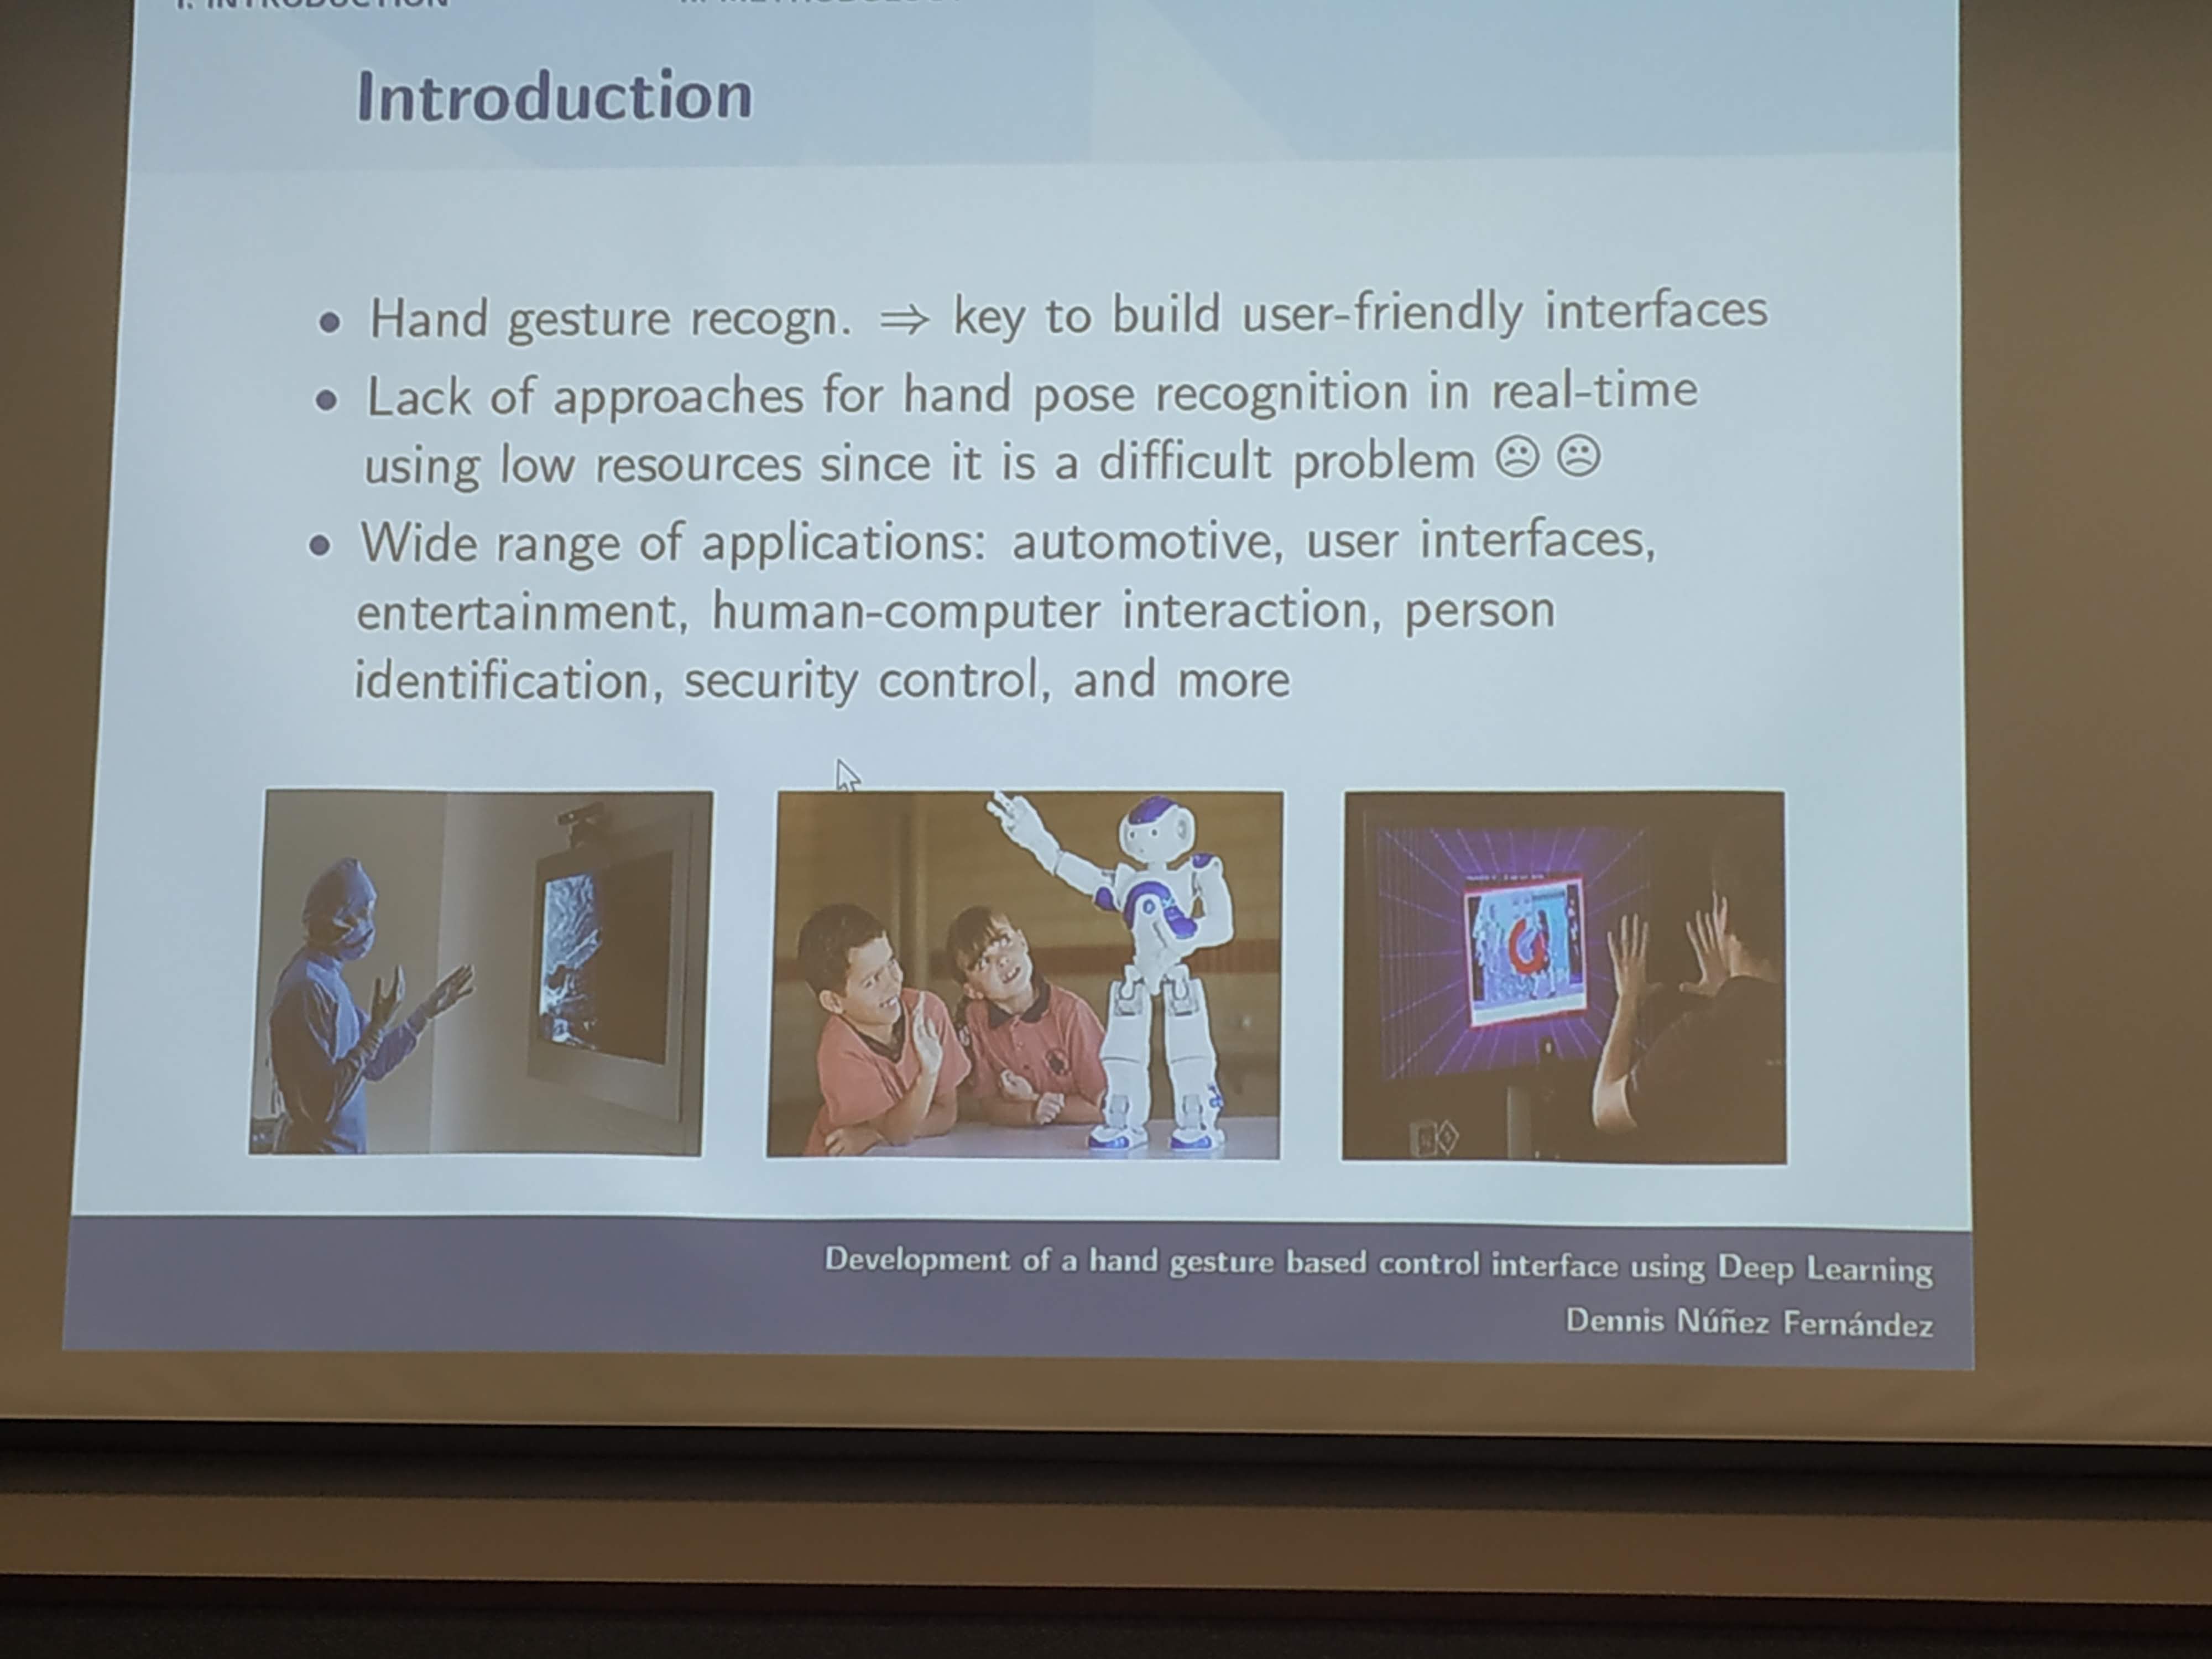 I. INTRODUCTION
Introduction
• Hand gesture recogn. ⇒ key to build user-friendly interfaces
• Lack of approaches for hand pose recognition in real-time
using low resources since it is a difficult problem ☹ ☹
• Wide range of applications: automotive, user interfaces,
entertainment, human-computer interaction, person
identification, security control, and more
Development of a hand gesture based control interface using Deep Learning
Dennis Núñez Fernández